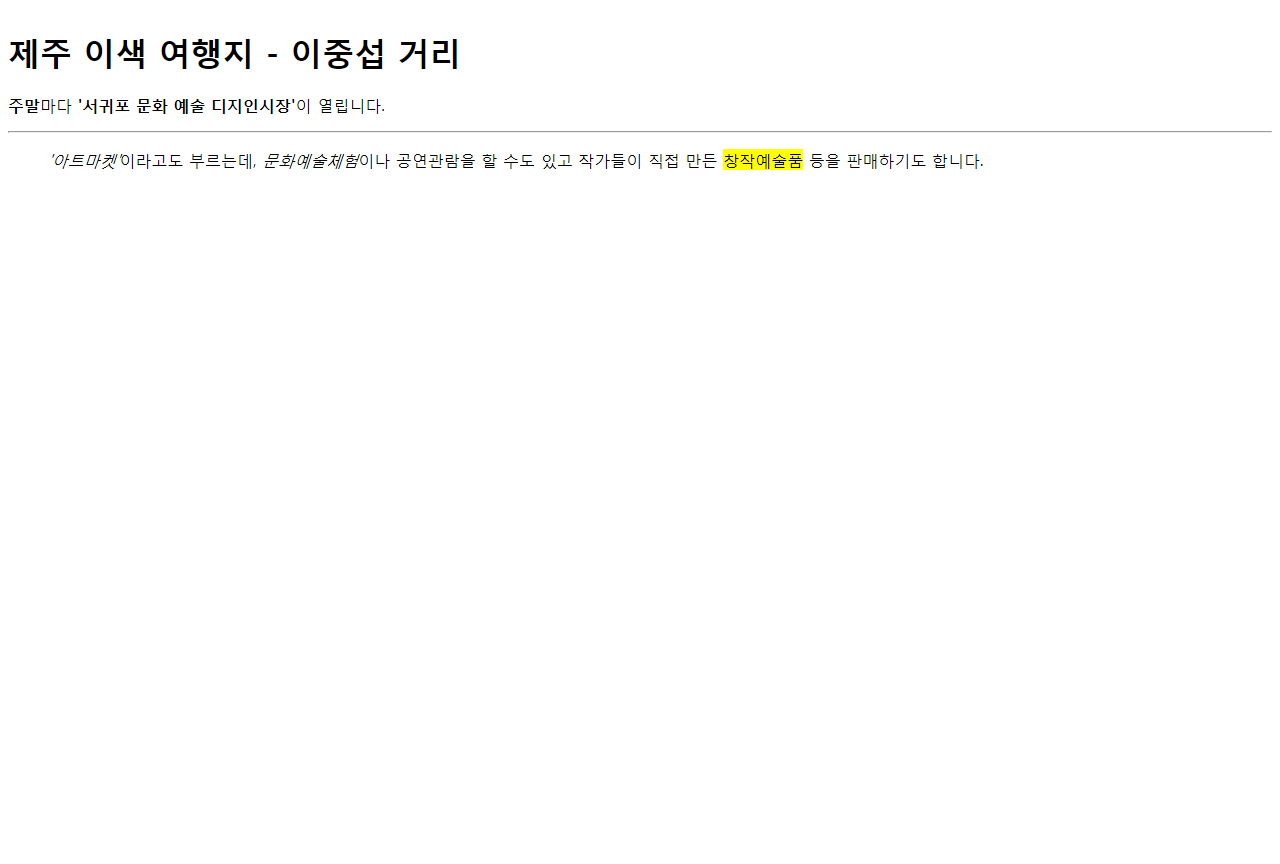 제주 이색 여행지 - 이중섭 거리
주말마다 '서귀포 문화 예술 디지인시장'이 열립니다.
'아트마켓'이라고도 부르는데, 문화예술체험이나 공연관람을 할 수도 있고 작가들이 직접 만든 창작예술품 등을 판매하기도 합니다.